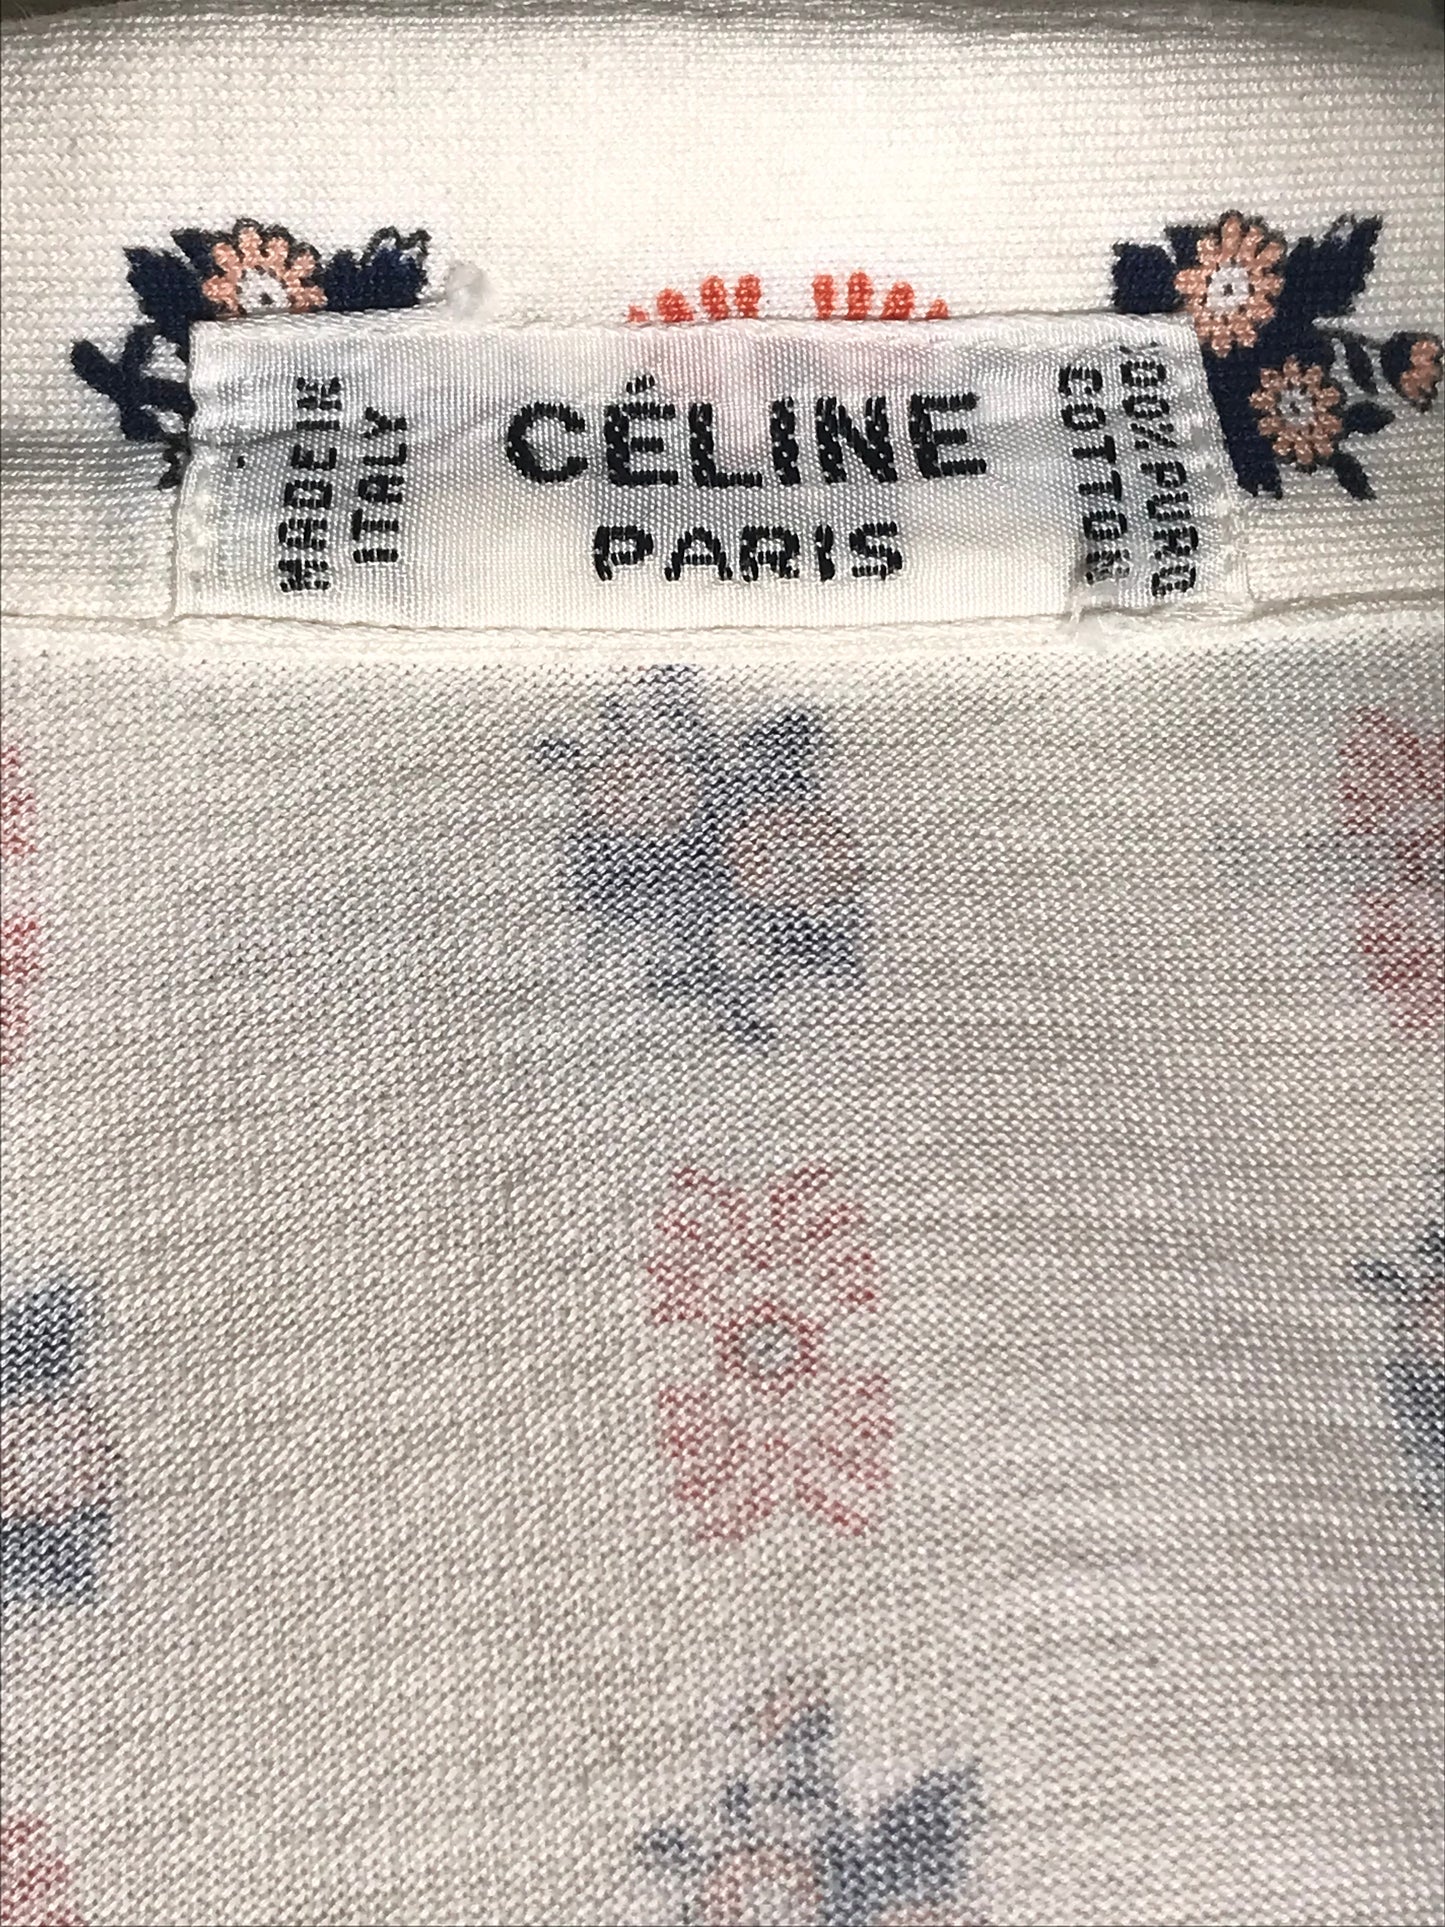 MADE IN
ITALY
CÉLINE
PARIS
100% PURO
COTTON